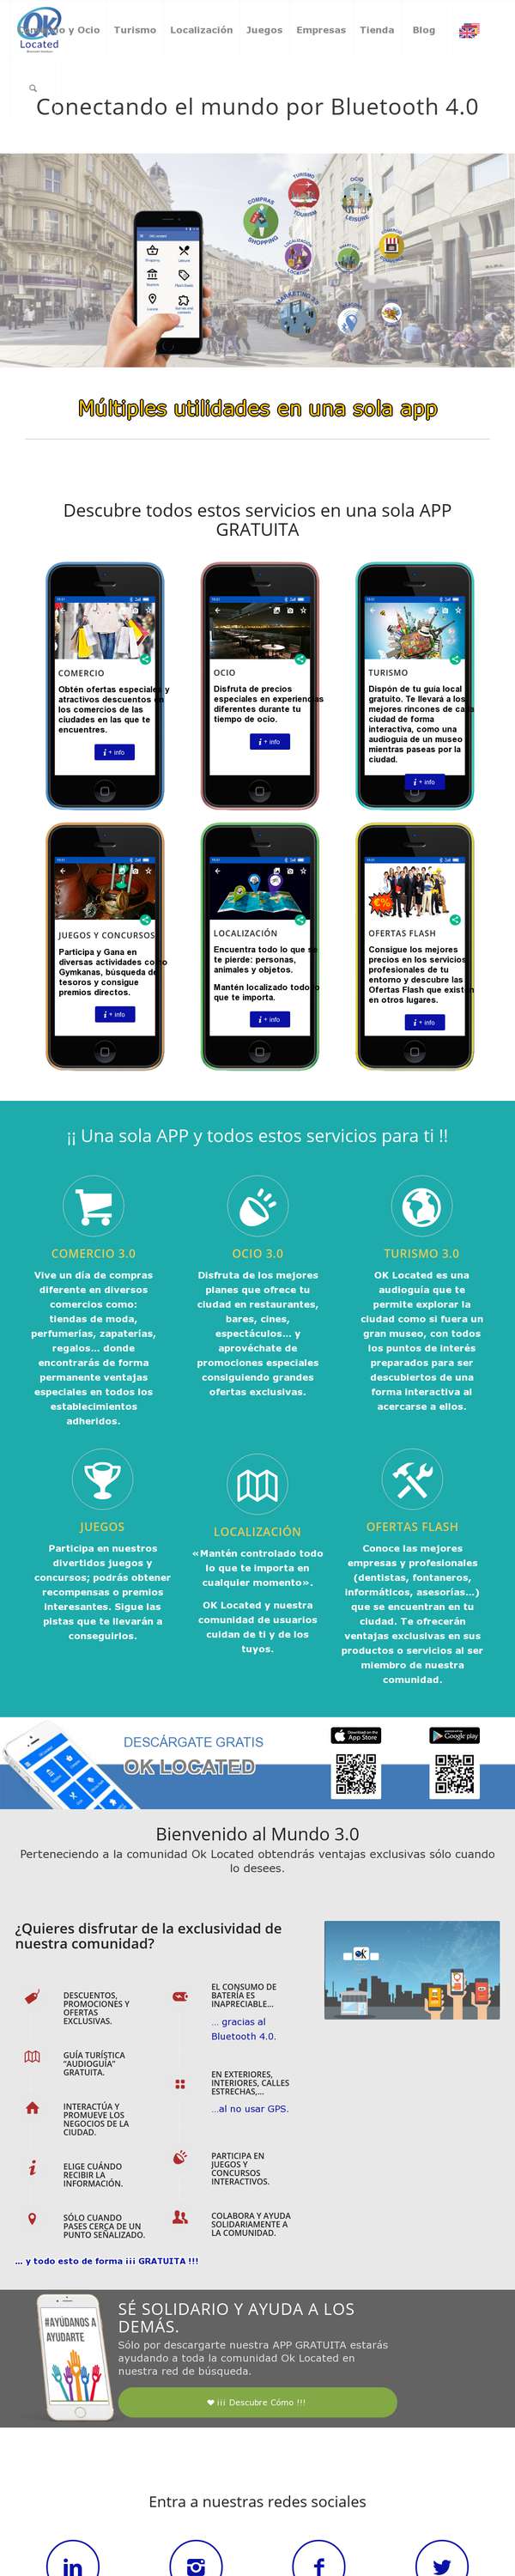 Ok
Located
y Ocio
Turismo
Localización
Juegos
Empresas
Tienda
Blog
Conectando el mundo por Bluetooth 4.0
COMPRAS
SHOPPING
TURISMO
TOURISM
OCIO
LEISURE
LOCATION
MARKETING 3.0
Múltiples utilidades en una sola app
Descubre todos estos servicios en una sola APP
GRATUITA
COMERCIO
Obtén ofertas especiales y
atractivos descuentos en
los comercios de las
ciudades en las que te
encuentres.
i + info
OCIO
Disfruta de precios
especiales en experiencias
diferentes durante tu
tiempo de ocio.
i + info
TURISMO
Dispón de tu guía local
gratuito. Te llevará a los
mejores rincones de cada
ciudad de forma
interactiva, como una
audioguía de un museo
mientras paseas por la
ciudad.
i + info
JUEGOS Y CONCURSOS
Participa y Gana en
diversas actividades como
Gymkanas, búsqueda de
tesoros y consigue
premios directos.
i + info
LOCALIZACIÓN
Encuentra todo lo que se
te pierde: personas,
animales y objetos.
Mantén localizado todo lo
que te importa.
i + info
€%
OFERTAS FLASH
Consigue los mejores
precios en los servicios
profesionales de tu
entorno y descubre las
Ofertas Flash que existen
en otros lugares.
i + info
¡¡ Una sola APP y todos estos servicios para ti !!
COMERCIO 3.0
Vive un día de compras
diferente en diversos
comercios como:
tiendas de moda,
perfumerías, zapaterías,
regalos... donde
encontrarás de forma
permanente ventajas
especiales en todos los
establecimientos
adheridos.
OCIO 3.0
Disfruta de los mejores
planes que ofrece tu
ciudad en restaurantes,
bares, cines,
espectáculos... y
aprovéchate de
promociones especiales
consiguiendo grandes
ofertas exclusivas.
TURISMO 3.0
OK Located es una
audioguía que te
permite explorar la
ciudad como si fuera un
gran museo, con todos
los puntos de interés
preparados para ser
descubiertos de una
forma interactiva al
acercarse a ellos.
JUEGOS
Participa en nuestros
divertidos juegos y
concursos; podrás obtener
recompensas o premios
interesantes. Sigue las
pistas que te llevarán a
conseguirlos.
LOCALIZACIÓN
«Mantén controlado todo
lo que te importa en
cualquier momento».
OK Located y nuestra
comunidad de usuarios
cuidan de ti y de los
tuyos.
OFERTAS FLASH
Conoce las mejores
empresas y profesionales
(dentistas, fontaneros,
informáticos, asesorías...)
que se encuentran en tu
ciudad. Te ofrecerán
ventajas exclusivas en sus
productos o servicios al ser
miembro de nuestra
comunidad.
DESCÁRGATE GRATIS
OK LOCATED
Download on the
App Store
Google play
Bienvenido al Mundo 3.0
Perteneciendo a la comunidad Ok Located obtendrás ventajas exclusivas sólo cuando
lo desees.
¿Quieres disfrutar de la exclusividad de
nuestra comunidad?
DESCUENTOS,
PROMOCIONES Y
OFERTAS
EXCLUSIVAS.
GUÍA TURÍSTICA
"AUDIOGUÍA"
GRATUITA.
INTERACTÚA Y
PROMUEVE LOS
NEGOCIOS DE LA
CIUDAD.
ELIGE CUÁNDO
RECIBIR LA
INFORMACIÓN.
SÓLO CUANDO
PASES CERCA DE UN
PUNTO SEÑALIZADO.
EL CONSUMO DE
BATERÍA ES
INAPRECIABLE...
... gracias al
Bluetooth 4.0.
EN EXTERIORES,
INTERIORES, CALLES
ESTRECHAS,...
...al no usar GPS.
PARTICIPA EN
JUEGOS Y
CONCURSOS
INTERACTIVOS.
COLABORA Y AYUDA
SOLIDARIAMENTE A
LA COMUNIDAD.
... y todo esto de forma ¡¡¡ GRATUITA !!!
OK
#AYÚDANOS A
AYUDARTE
SÉ SOLIDARIO Y AYUDA A LOS
DEMÁS.
Sólo por descargarte nuestra APP GRATUITA estarás
ayudando a toda la comunidad Ok Located en
nuestra red de búsqueda.
¡¡¡ Descubre Cómo !!!
Entra a nuestras redes sociales
in
f